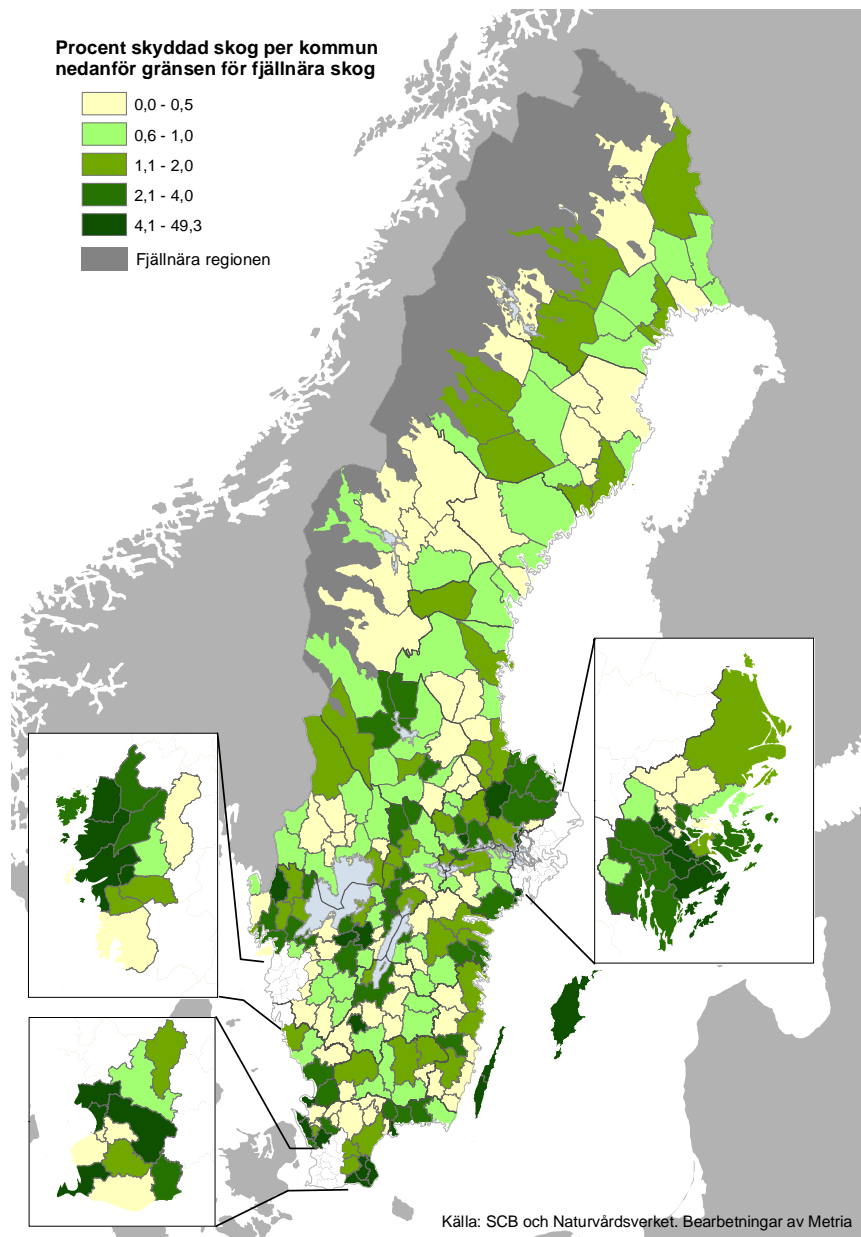 Procent skyddad skog per kommun
nedanför gränsen för fjällnära skog
0,0 - 0,5
0,6 - 1,0
1,1 - 2,0
2,1 - 4,0
4,1 - 49,3
Fjällnära regionen
Källa: SCB och Naturvårdsverket. Bearbetningar av Metria